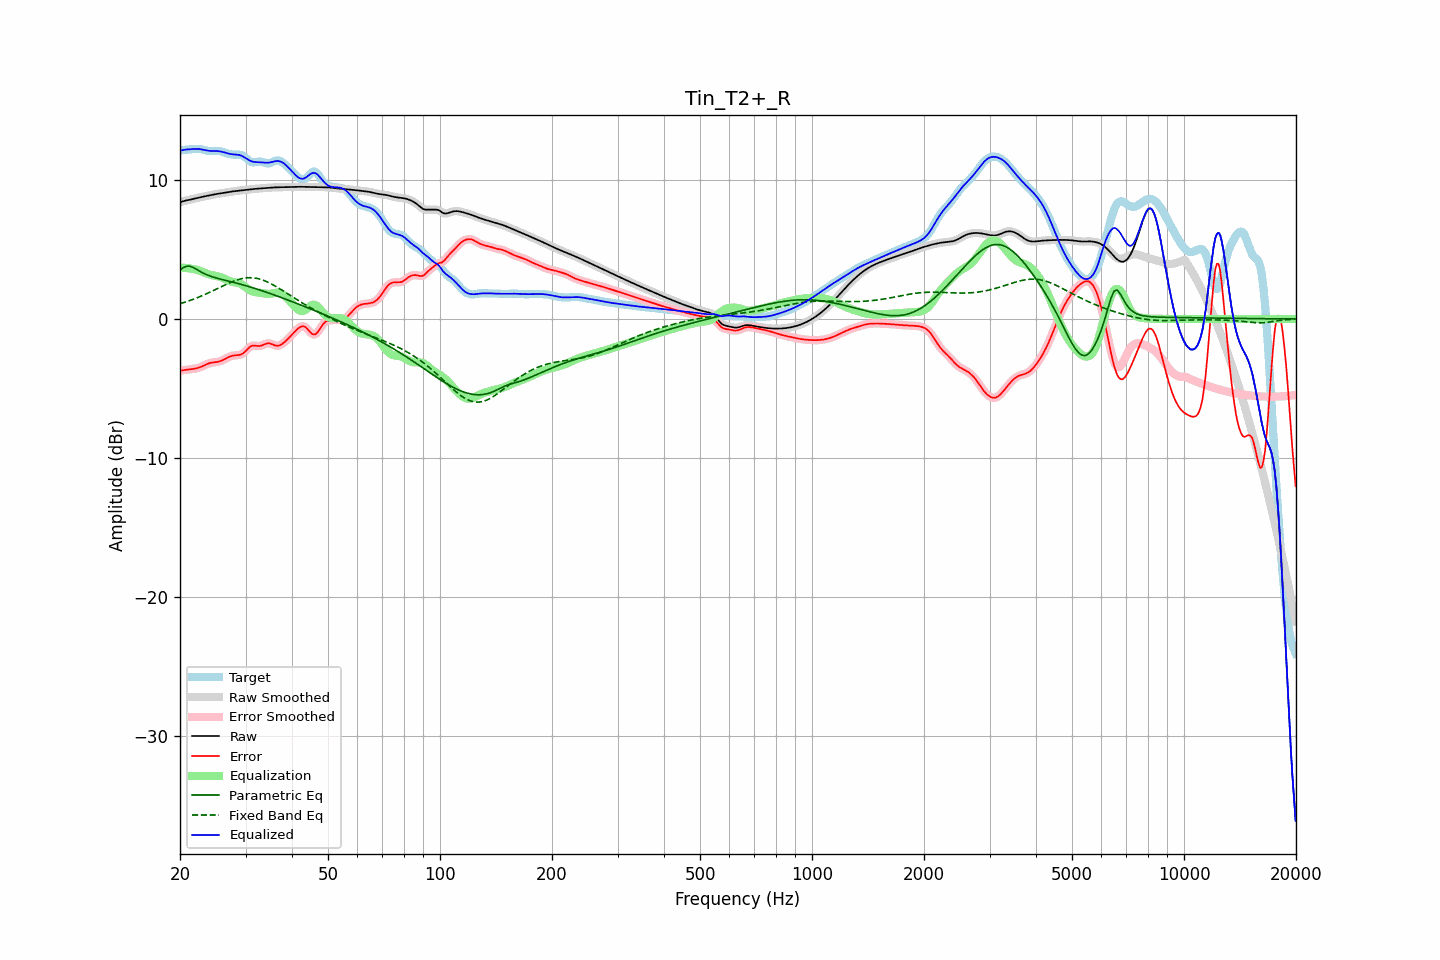 Tin_T2+_R
10
0
−10
−20
−30
Amplitude (dBr)
Target
Raw Smoothed
Error Smoothed
Raw
Error
Equalization
Parametric Eq
Fixed Band Eq
Equalized
20 50 100 200 500 1000 2000 5000 10000 20000
Frequency (Hz)